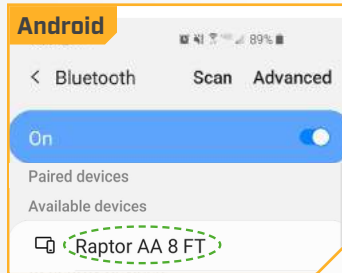 Android
89%
< Bluetooth Scan Advanced
On
Paired devices
Available devices
Raptor AA 8 FT